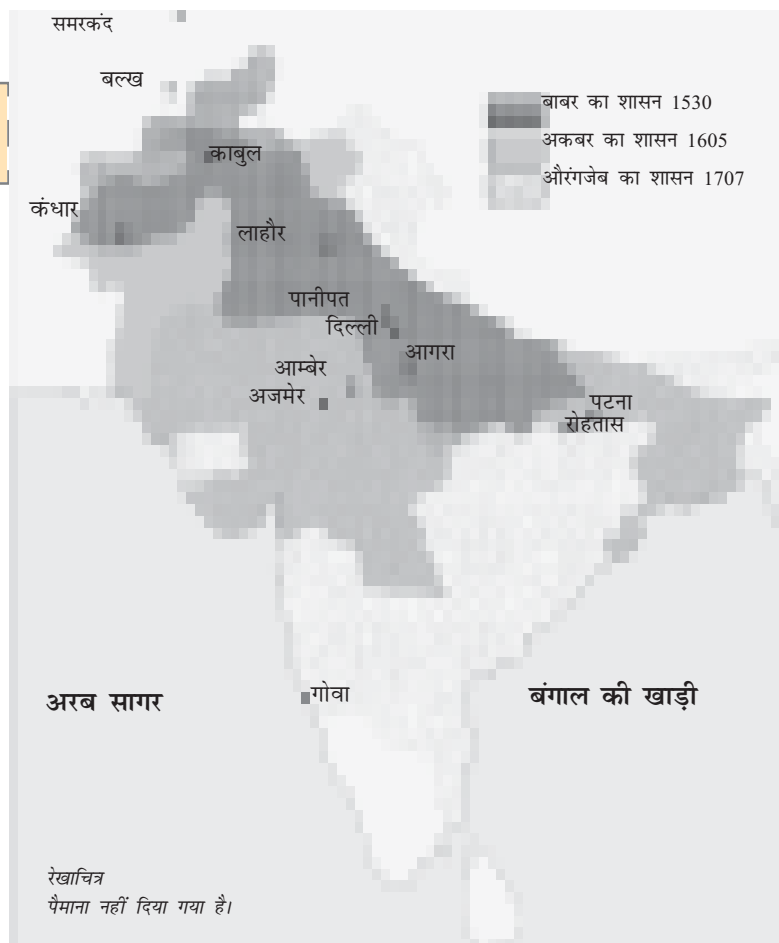 समरकंद
बल्ख
बाबर का शासन 1530
अकबर का शासन 1605
काबुल
औरंगजेब का शासन 1707
कंधार
लाहौर
पानीपत
दिल्ली
आगरा
आम्बेर
अजमेर
पटना
रोहतास
गोवा
अरब सागर
बंगाल की खाड़ी
रेखाचित्र
पैमाना नहीं दिया गया है।